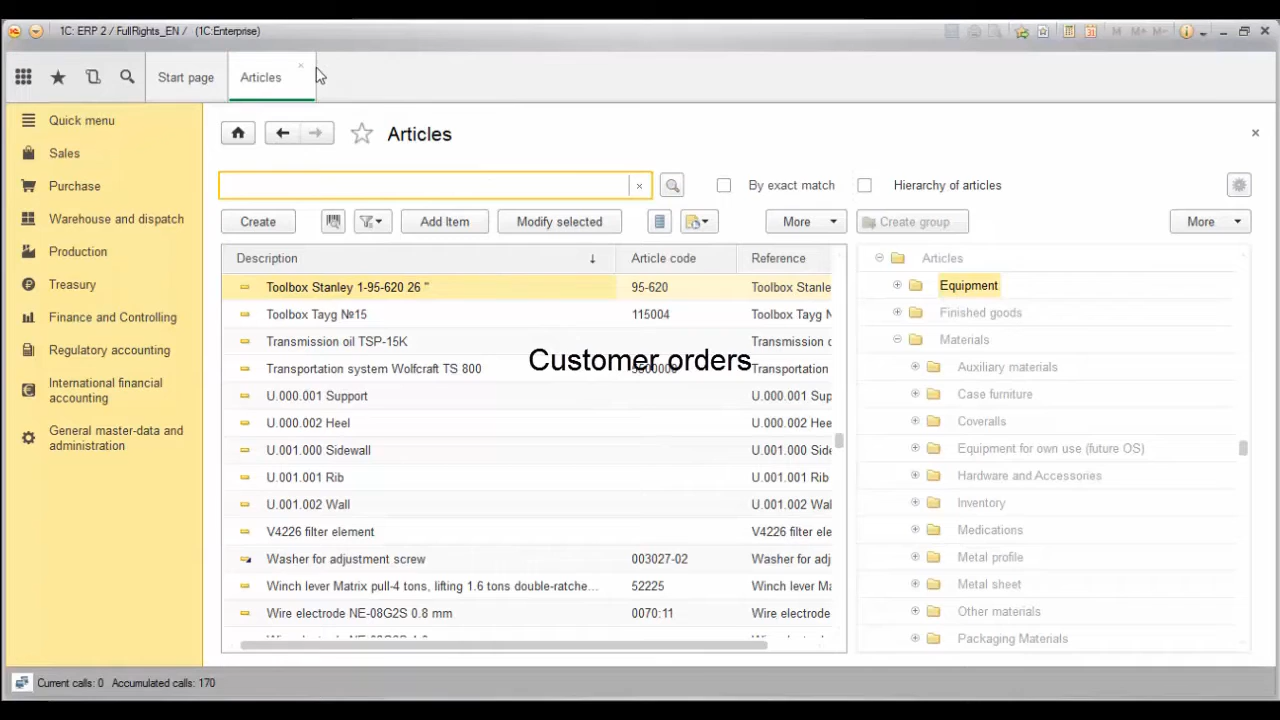 1C: ERP 2 / FullRights_EN / (1C:Enterprise)
M M+ M-
Start page
Articles
Quick menu
Sales
Purchase
Warehouse and dispatch
Production
Treasury
Finance and Controlling
Regulatory accounting
International financial
accounting
General master-data and
administration
Articles
By exact match
Hierarchy of articles
Create
Add Item
Modify selected
More
Create group
More
Description ↓ Article code Reference
Toolbox Stanley 1-95-620 26 " 95-620 Toolbox Stanle
Toolbox Tayg №15 115004 Toolbox Tayg №
Transmission oil TSP-15K Transmission o
Transportation system Wolfcraft TS 800 5500000 Transportation
U.000.001 Support U.000.001 Sup
U.000.002 Heel U.000.002 Hee
U.001.000 Sidewall U.001.000 Side
U.001.001 Rib U.001.001 Rib
U.001.002 Wall U.001.002 Wal
V4226 filter element V4226 filter ele
Washer for adjustment screw 003027-02 Washer for adj
Winch lever Matrix pull-4 tons, lifting 1.6 tons double-ratche... 52225 Winch lever Ma
Wire electrode NE-08G2S 0.8 mm 0070:11 Wire electrode
Customer orders
Articles
Equipment
Finished goods
Materials
Auxiliary materials
Case furniture
Coveralls
Equipment for own use (future OS)
Hardware and Accessories
Inventory
Medications
Metal profile
Metal sheet
Other materials
Packaging Materials
Current calls: 0 Accumulated calls: 170